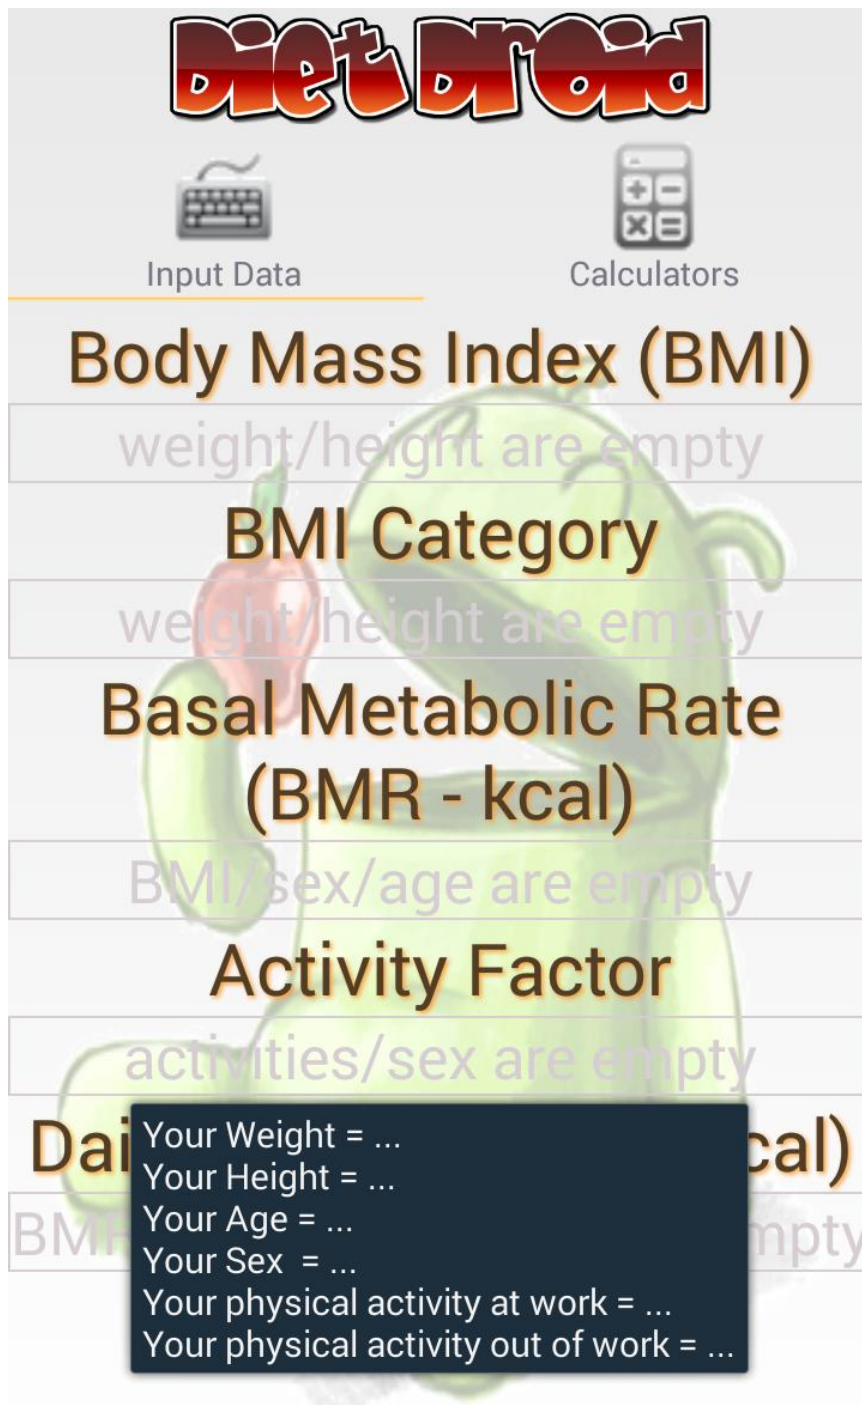 Diet Droid
Input Data
Calculators
Body Mass Index (BMI)
weight/height are empty
BMI Category
weight/height are empty
Basal Metabolic Rate
(BMR - kcal)
BMI/sex/age are empty
Activity Factor
activities/sex are empty
Your Weight = ...
Your Height = ...
Your Age = ...
Your Sex  = ...
Your physical activity at work = ...
Your physical activity out of work = ...